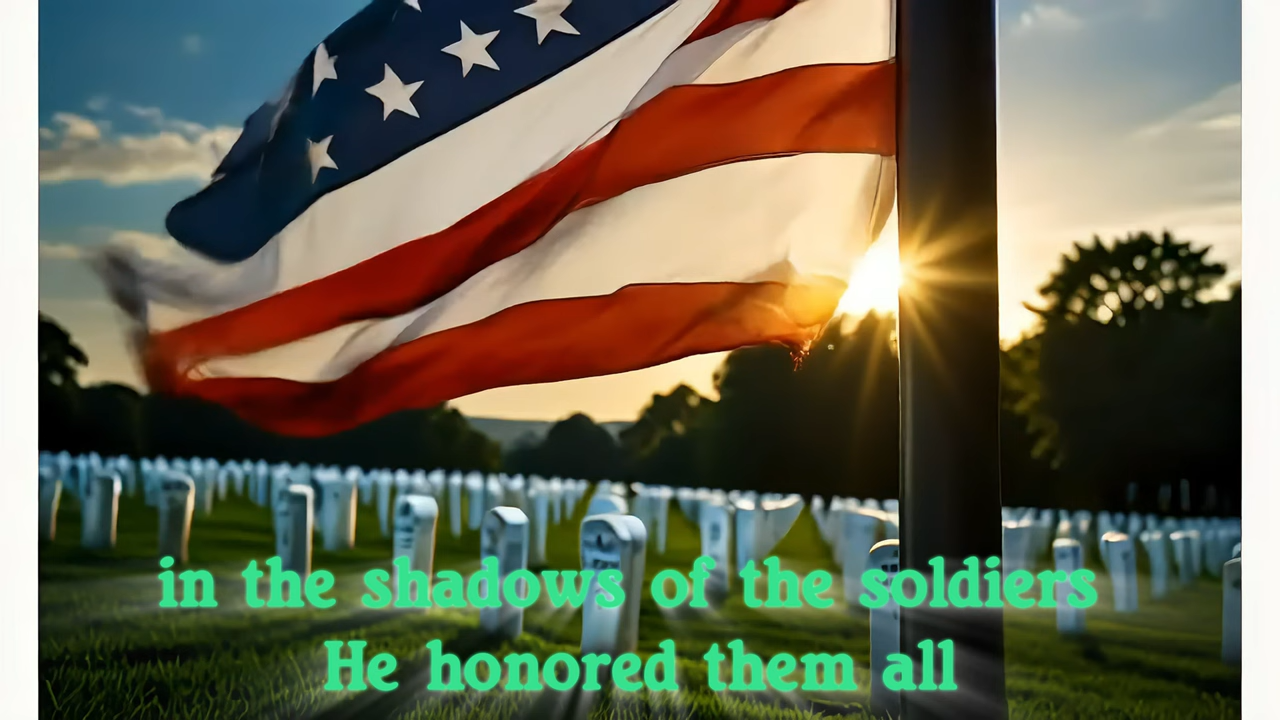 in the shadows of the soldiers
He honored them all